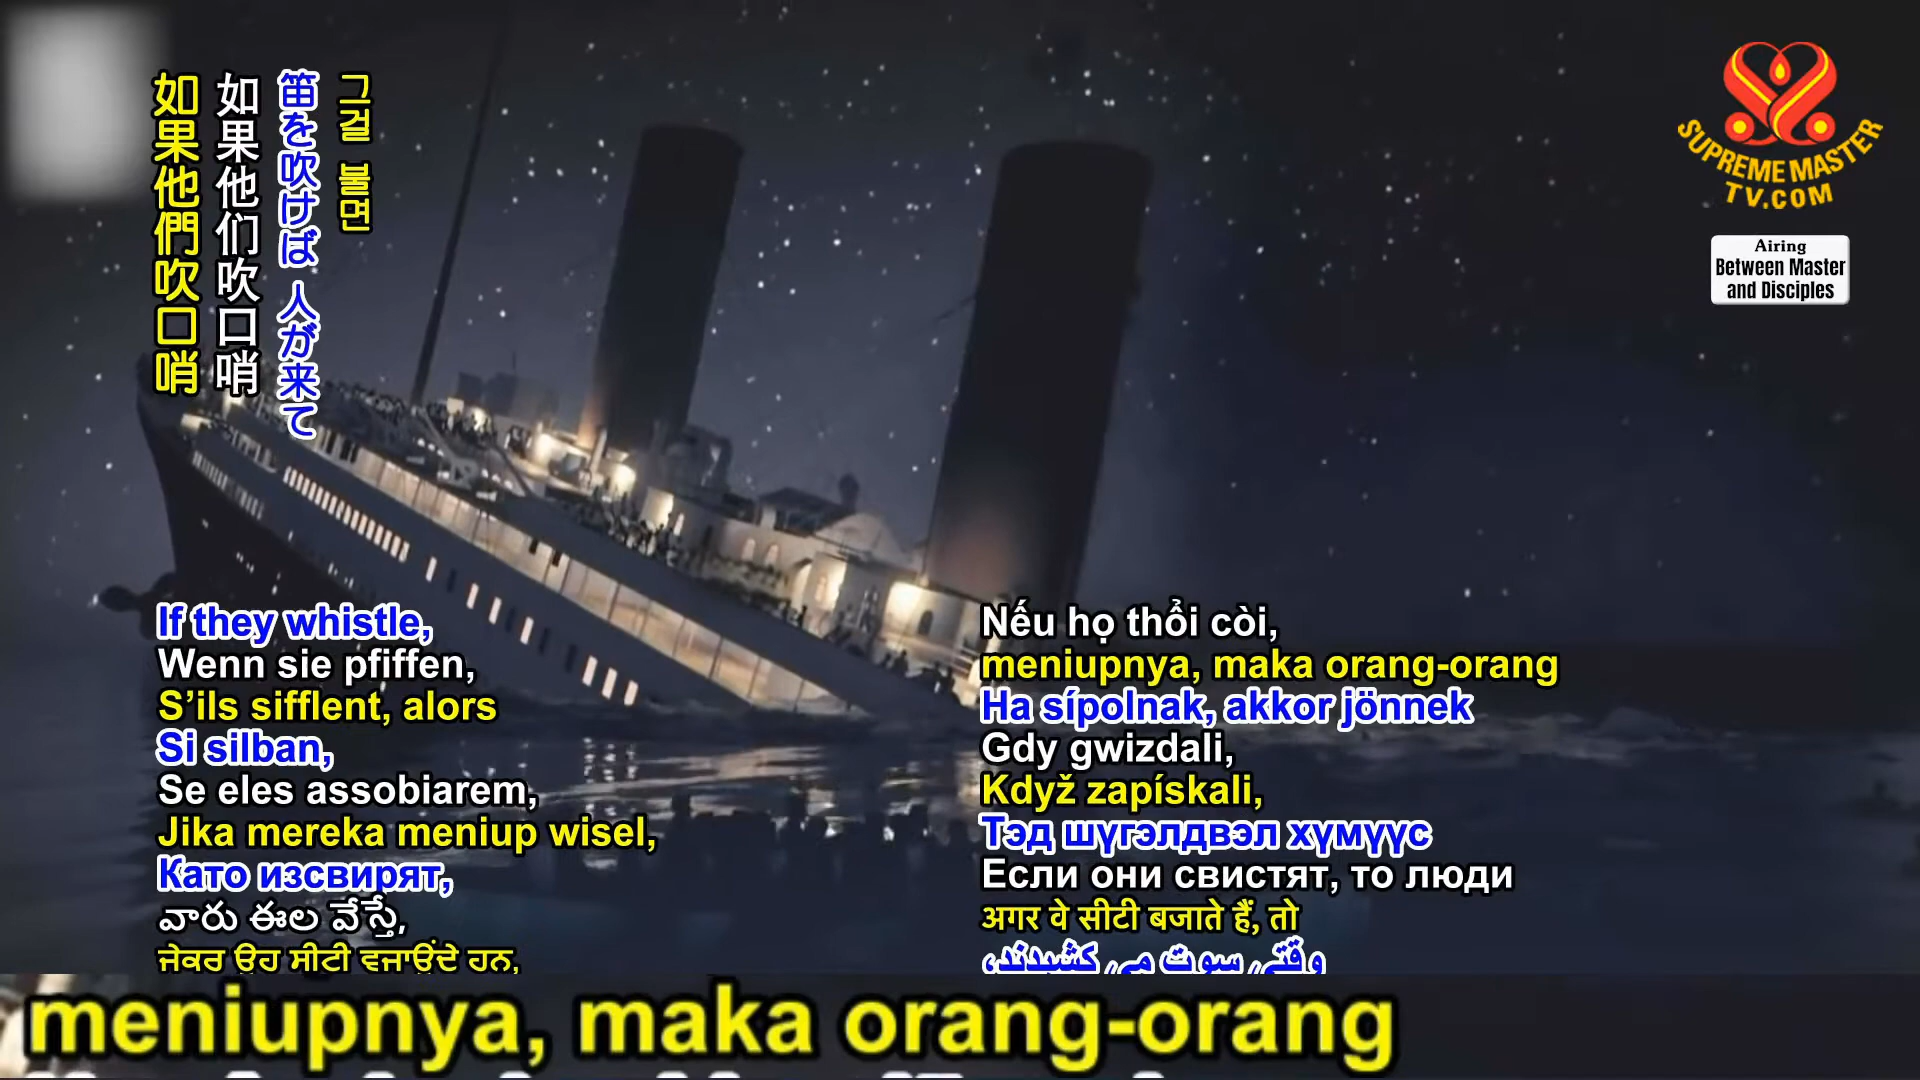 如果他們吹口哨
如果他们吹口哨
笛を吹けば 人が来て
그걸 불면
SUPREME MASTER
TV.COM
Airing
Between Master
and Disciples
If they whistle,
Wenn sie pfiffen,
S’ils sifflent, alors
Si silban,
Se eles assobiarem,
Jika mereka meniup wisel,
Като изсвирят,
వారు ఈల వేస్తే,
ਜੇਕਰ ਉਹ ਸੀਟੀ ਵਜਾਉਂਦੇ ਹਨ,
Nếu họ thổi còi,
meniupnya, maka orang-orang
Ha sípolnak, akkor jönnek
Gdy gwizdali,
Když zapískali,
Тэд шүгэлдвэл хүмүүс
Если они свистят, то люди
अगर वे सीटी बजाते हैं, तो
وقتی سوت می کشیدند،
meniupnya, maka orang-orang